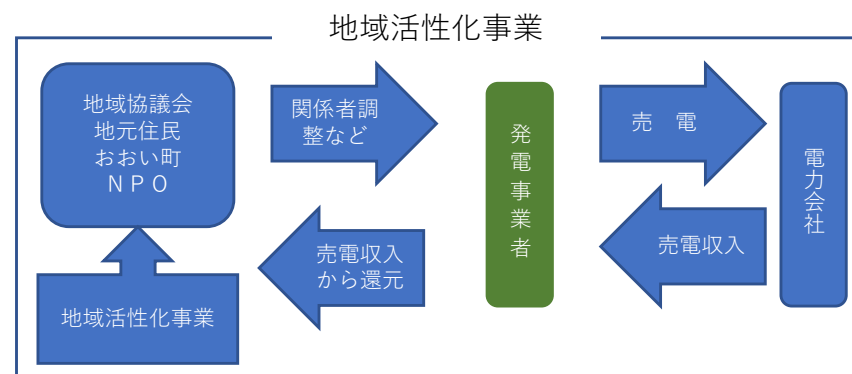 地域活性化事業
地域協議会
地元住民
おおい町
ＮＰＯ
関係者調
整など
発電事業者
売　電
電力会社
売電収入
から還元
売電収入
地域活性化事業